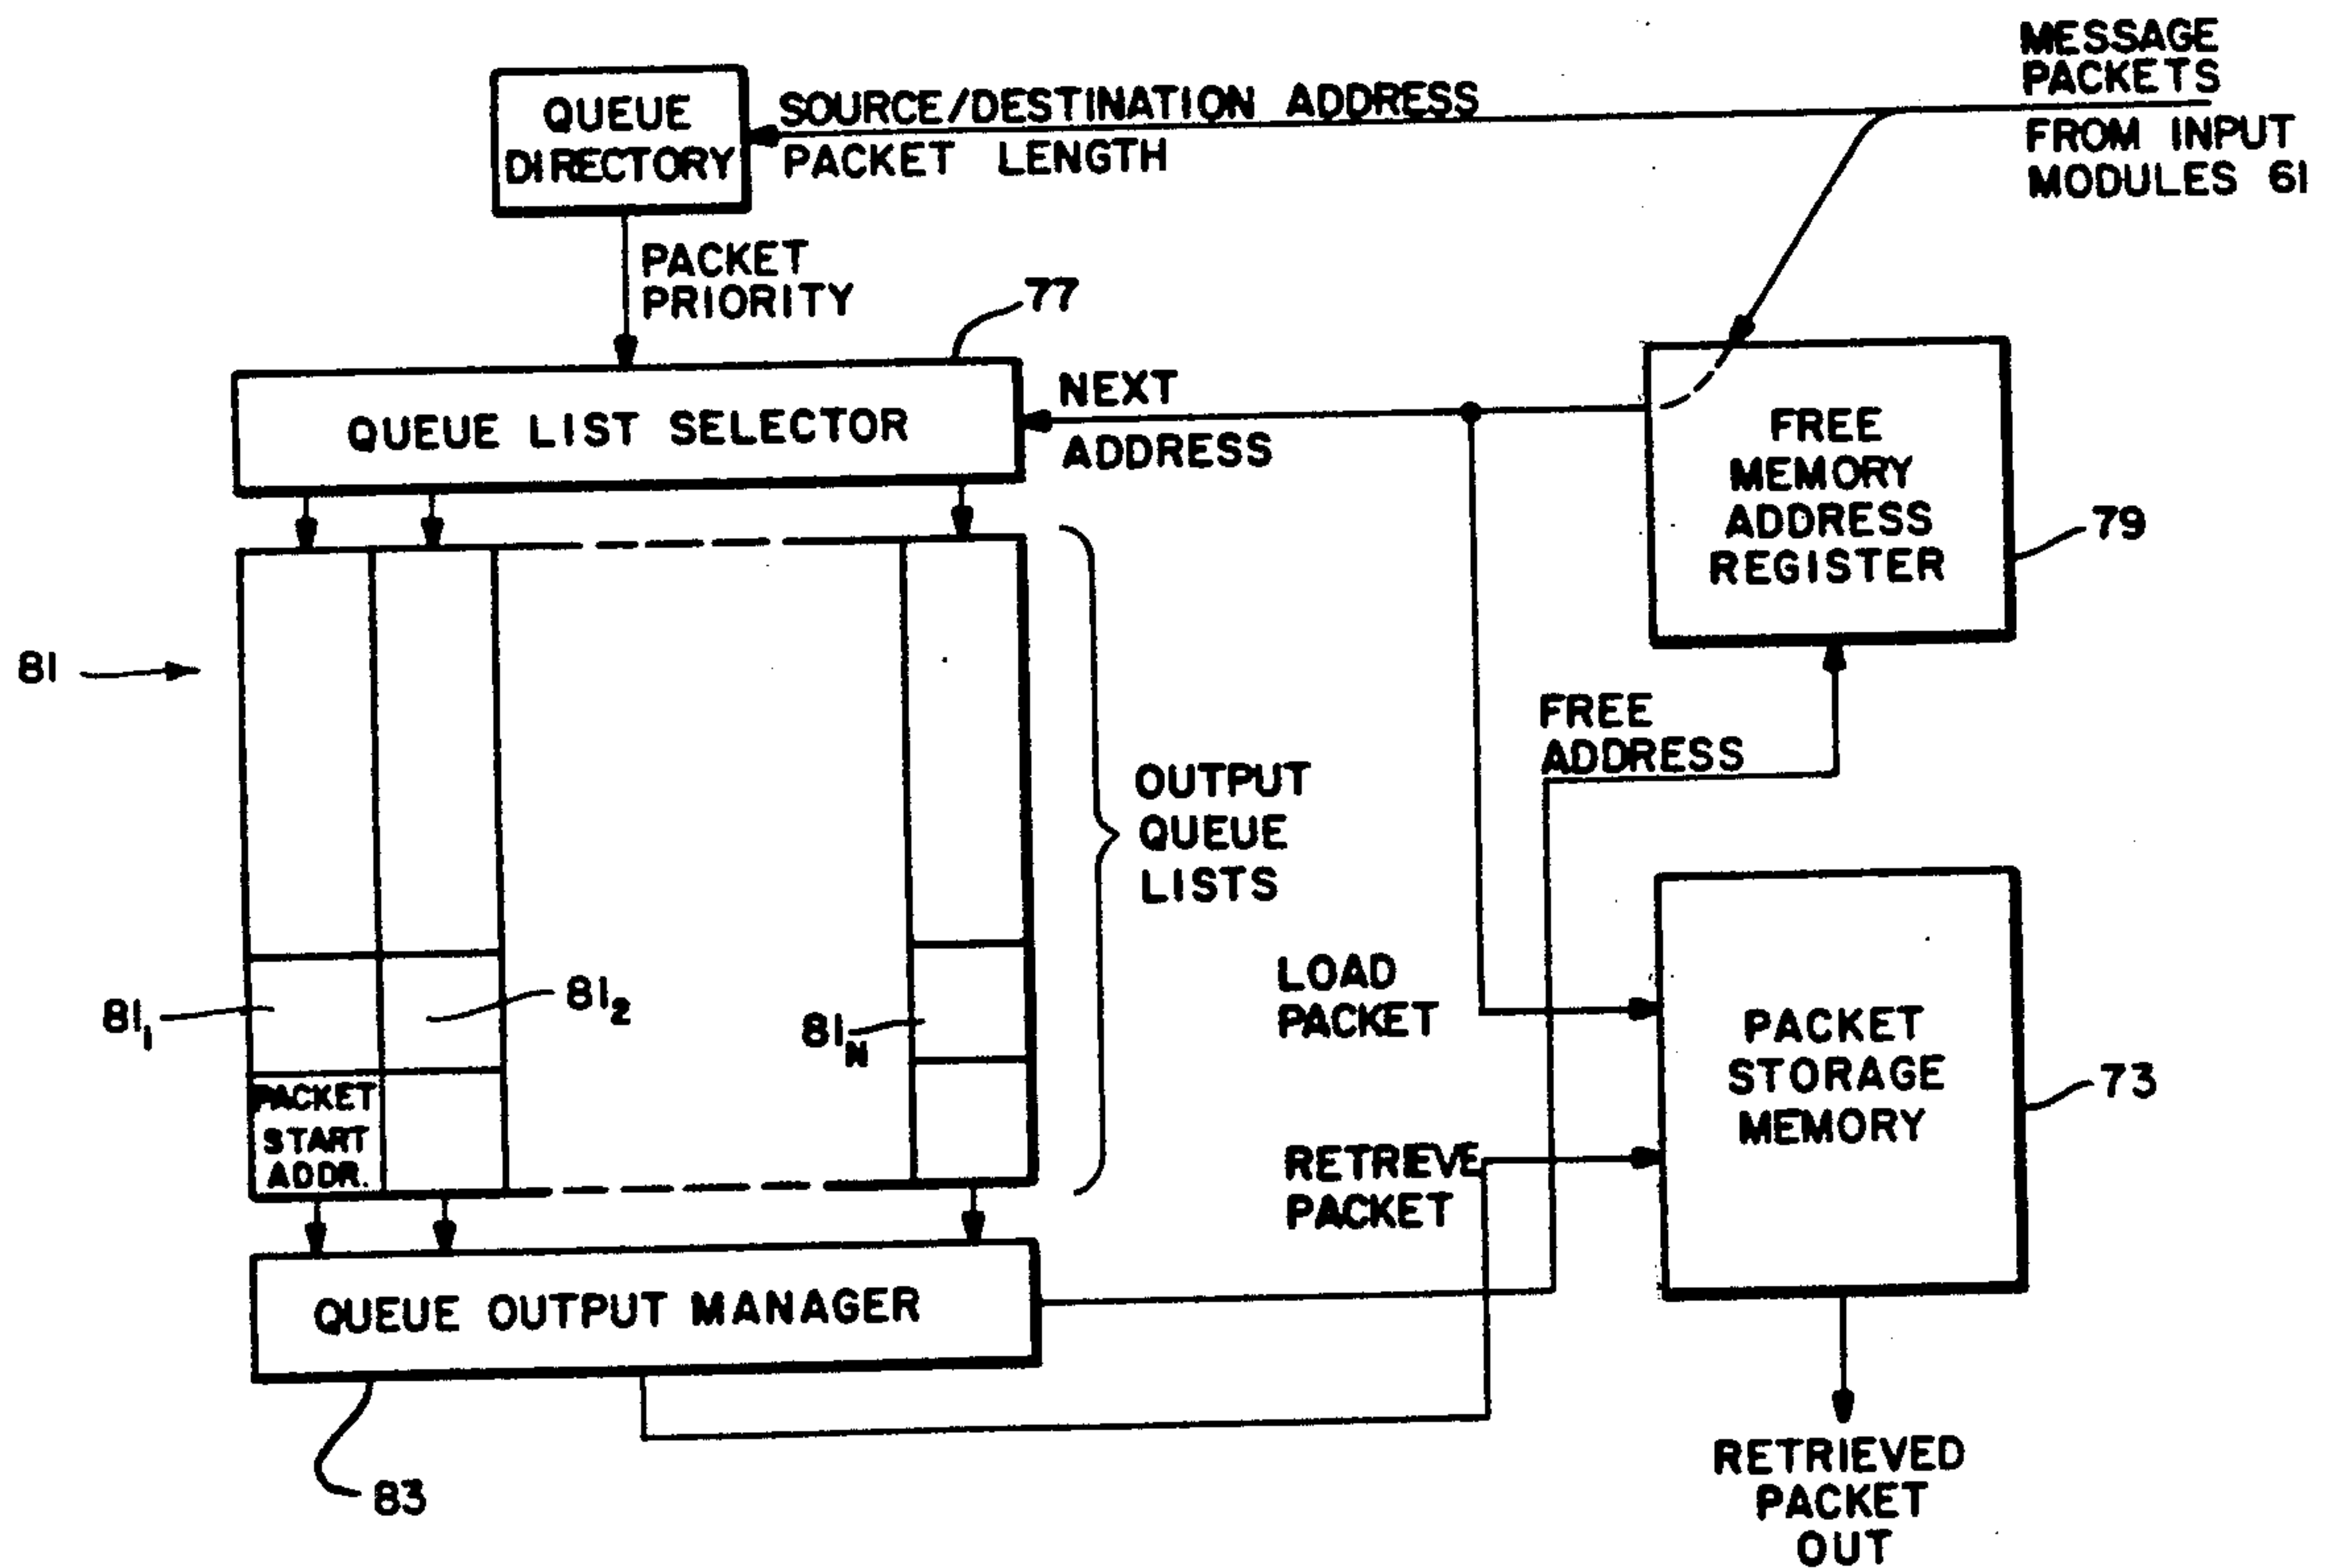 MESSAGE
PACKETS
FROM INPUT
MODULES 61
QUEUE
DIRECTORY
SOURCE/DESTINATION ADDRESS
PACKET LENGTH
PACKET
PRIORITY
77
QUEUE LIST SELECTOR
NEXT
ADDRESS
FREE
MEMORY
ADDRESS
REGISTER
79
81
OUTPUT
QUEUE
LISTS
FREE
ADDRESS
81₁
81₂
81_N
PACKET
START
ADDR.
LOAD
PACKET
RETRIEVE
PACKET
PACKET
STORAGE
MEMORY
73
QUEUE OUTPUT MANAGER
83
RETRIEVED
PACKET
OUT